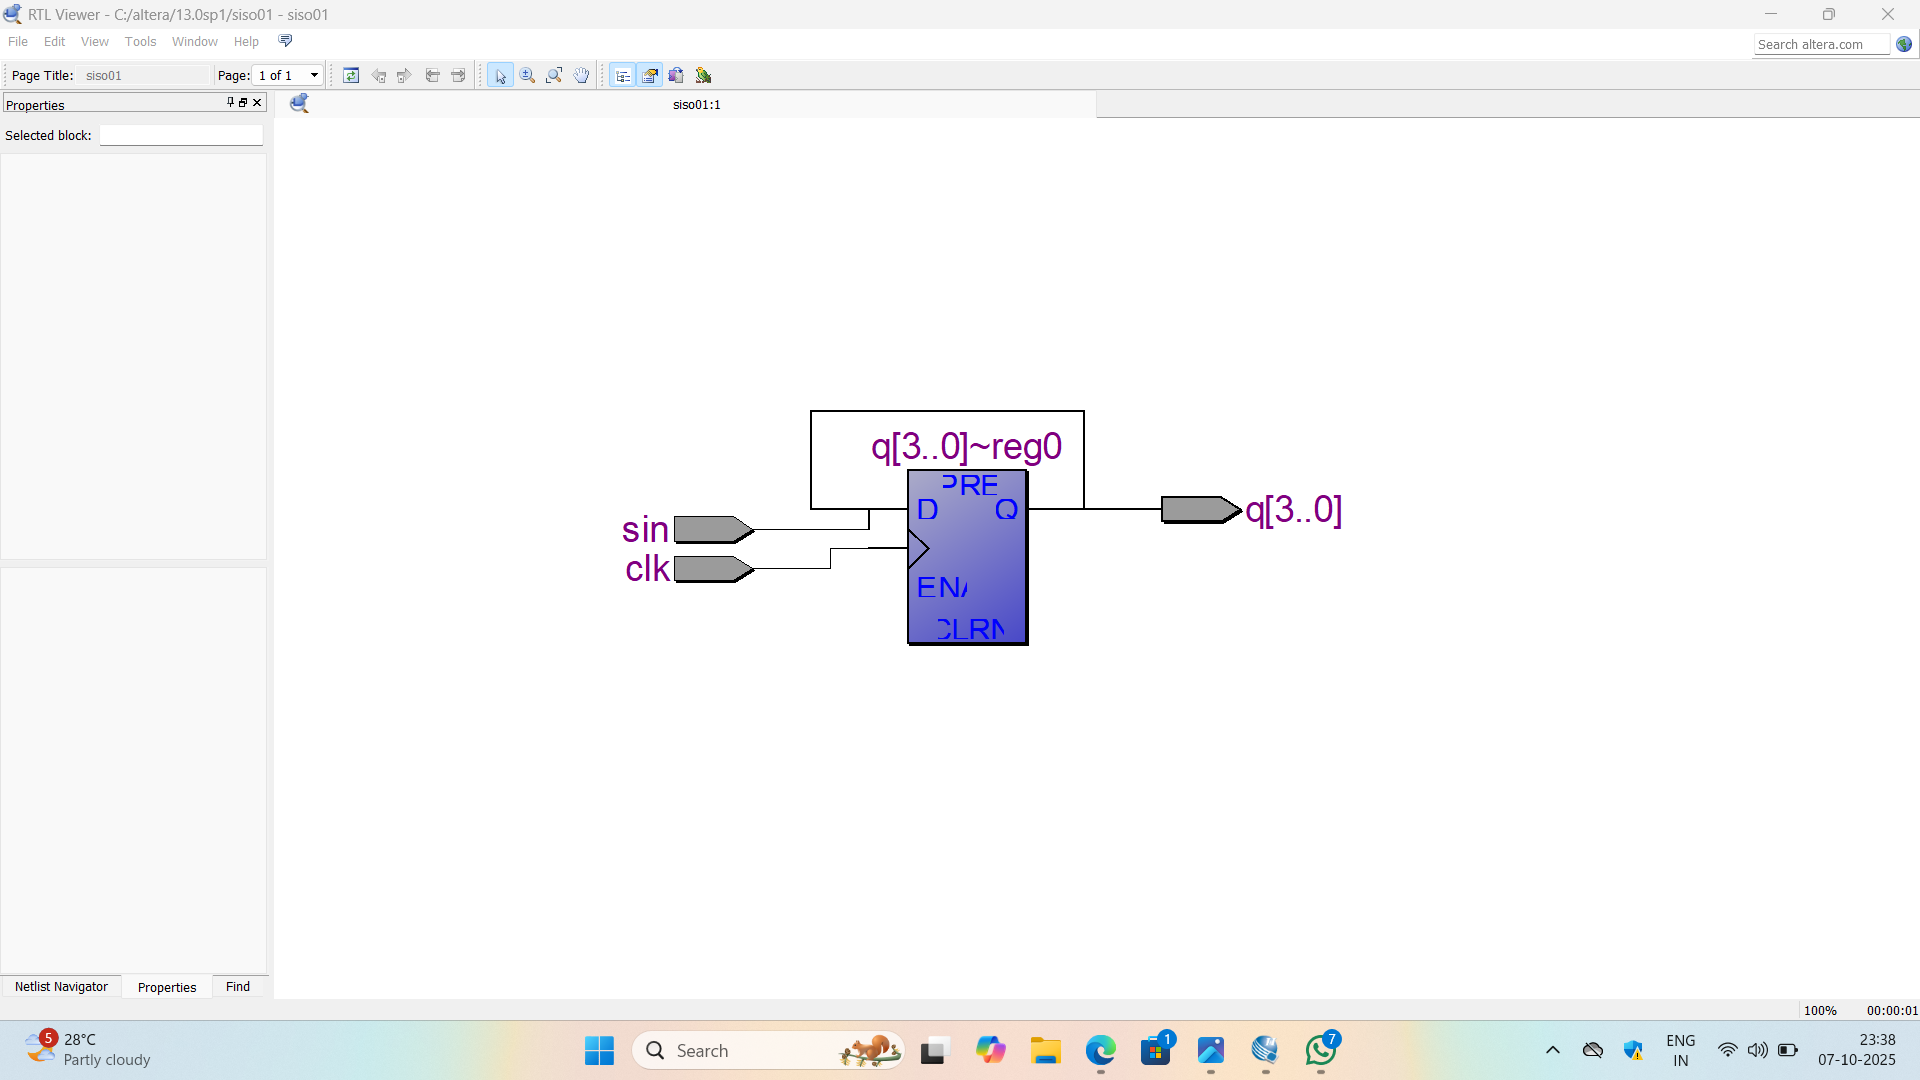 RTL Viewer - C:/altera/13.0sp1/siso01 - siso01
File Edit View Tools Window Help
Search altera.com
Page Title: siso01 Page: 1 of 1
Properties
siso01:1
Selected block:
q[3..0]~reg0
PRE
D Q
sin
clk
ENA
CLRN
q[3..0]
Netlist Navigator Properties Find
100% 00:00:01
5
28°C
Partly cloudy
Search
1
7
ENG
IN
23:38
07-10-2025